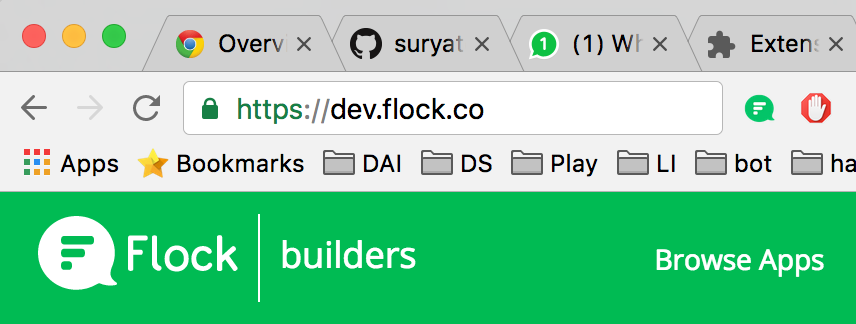 Overvi suryat 1 (1) Wh Extens
https://dev.flock.co
Apps Bookmarks DAI DS Play LI bot ha
Flock builders Browse Apps